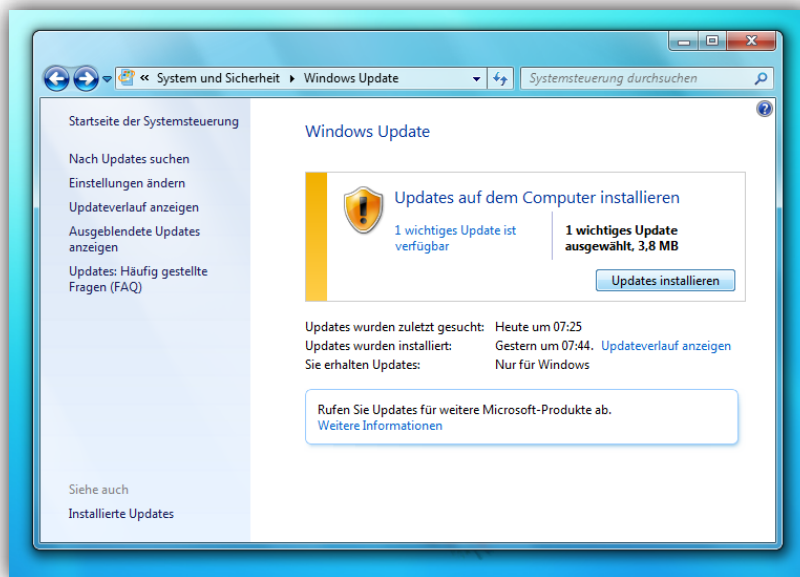 « System und Sicherheit ▸ Windows Update
Systemsteuerung durchsuchen
Startseite der Systemsteuerung
Nach Updates suchen
Einstellungen ändern
Updateverlauf anzeigen
Ausgeblendete Updates
anzeigen
Updates: Häufig gestellte
Fragen (FAQ)
Siehe auch
Installierte Updates
Windows Update
Updates auf dem Computer installieren
1 wichtiges Update ist
verfügbar
1 wichtiges Update
ausgewählt, 3,8 MB
Updates installieren
Updates wurden zuletzt gesucht: Heute um 07:25
Updates wurden installiert: Gestern um 07:44. Updateverlauf anzeigen
Sie erhalten Updates: Nur für Windows
Rufen Sie Updates für weitere Microsoft-Produkte ab.
Weitere Informationen